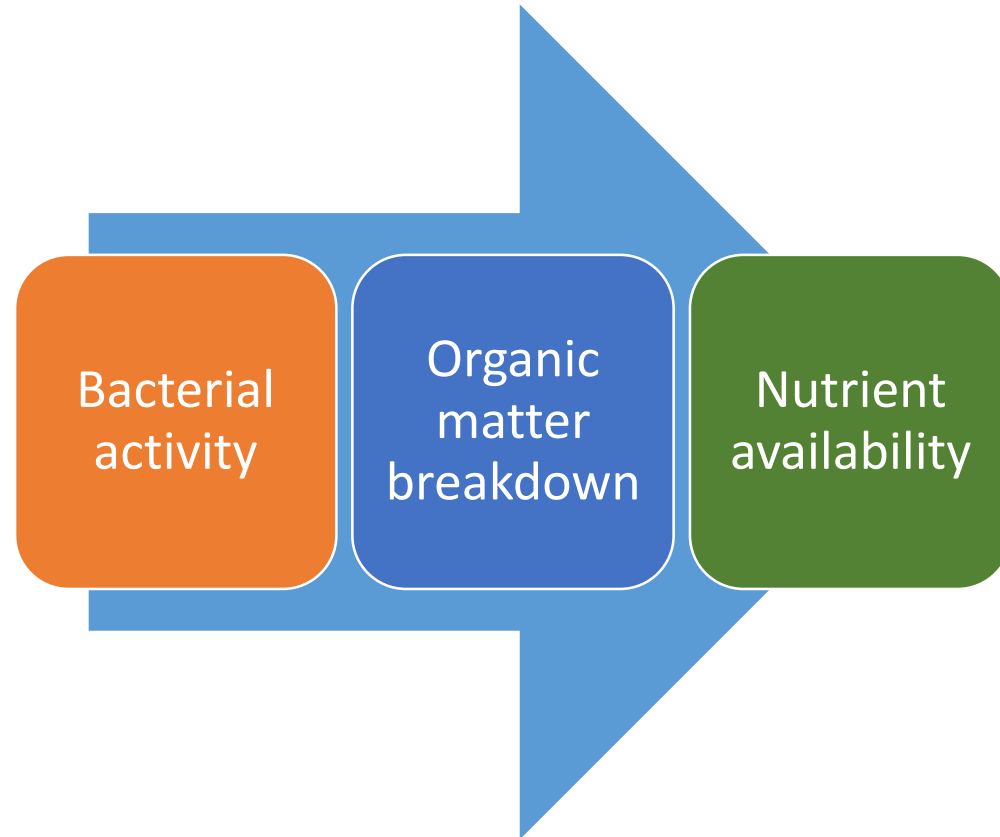 Bacterial
activity
Organic
matter
breakdown
Nutrient
availability